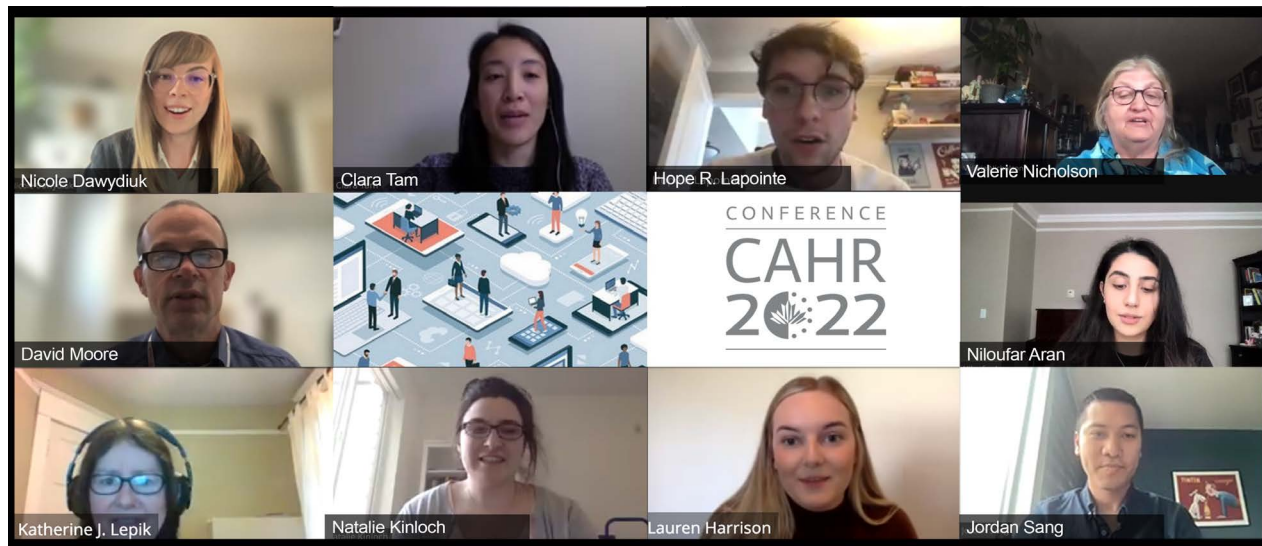 Nicole Dawydiuk
Clara Tam
Hope R. Lapointe
Valerie Nicholson
David Moore
CONFERENCE
CAHR
2022
Niloufar Aran
Katherine J. Lepik
Natalie Kinloch
Lauren Harrison
Jordan Sang
TINTIN